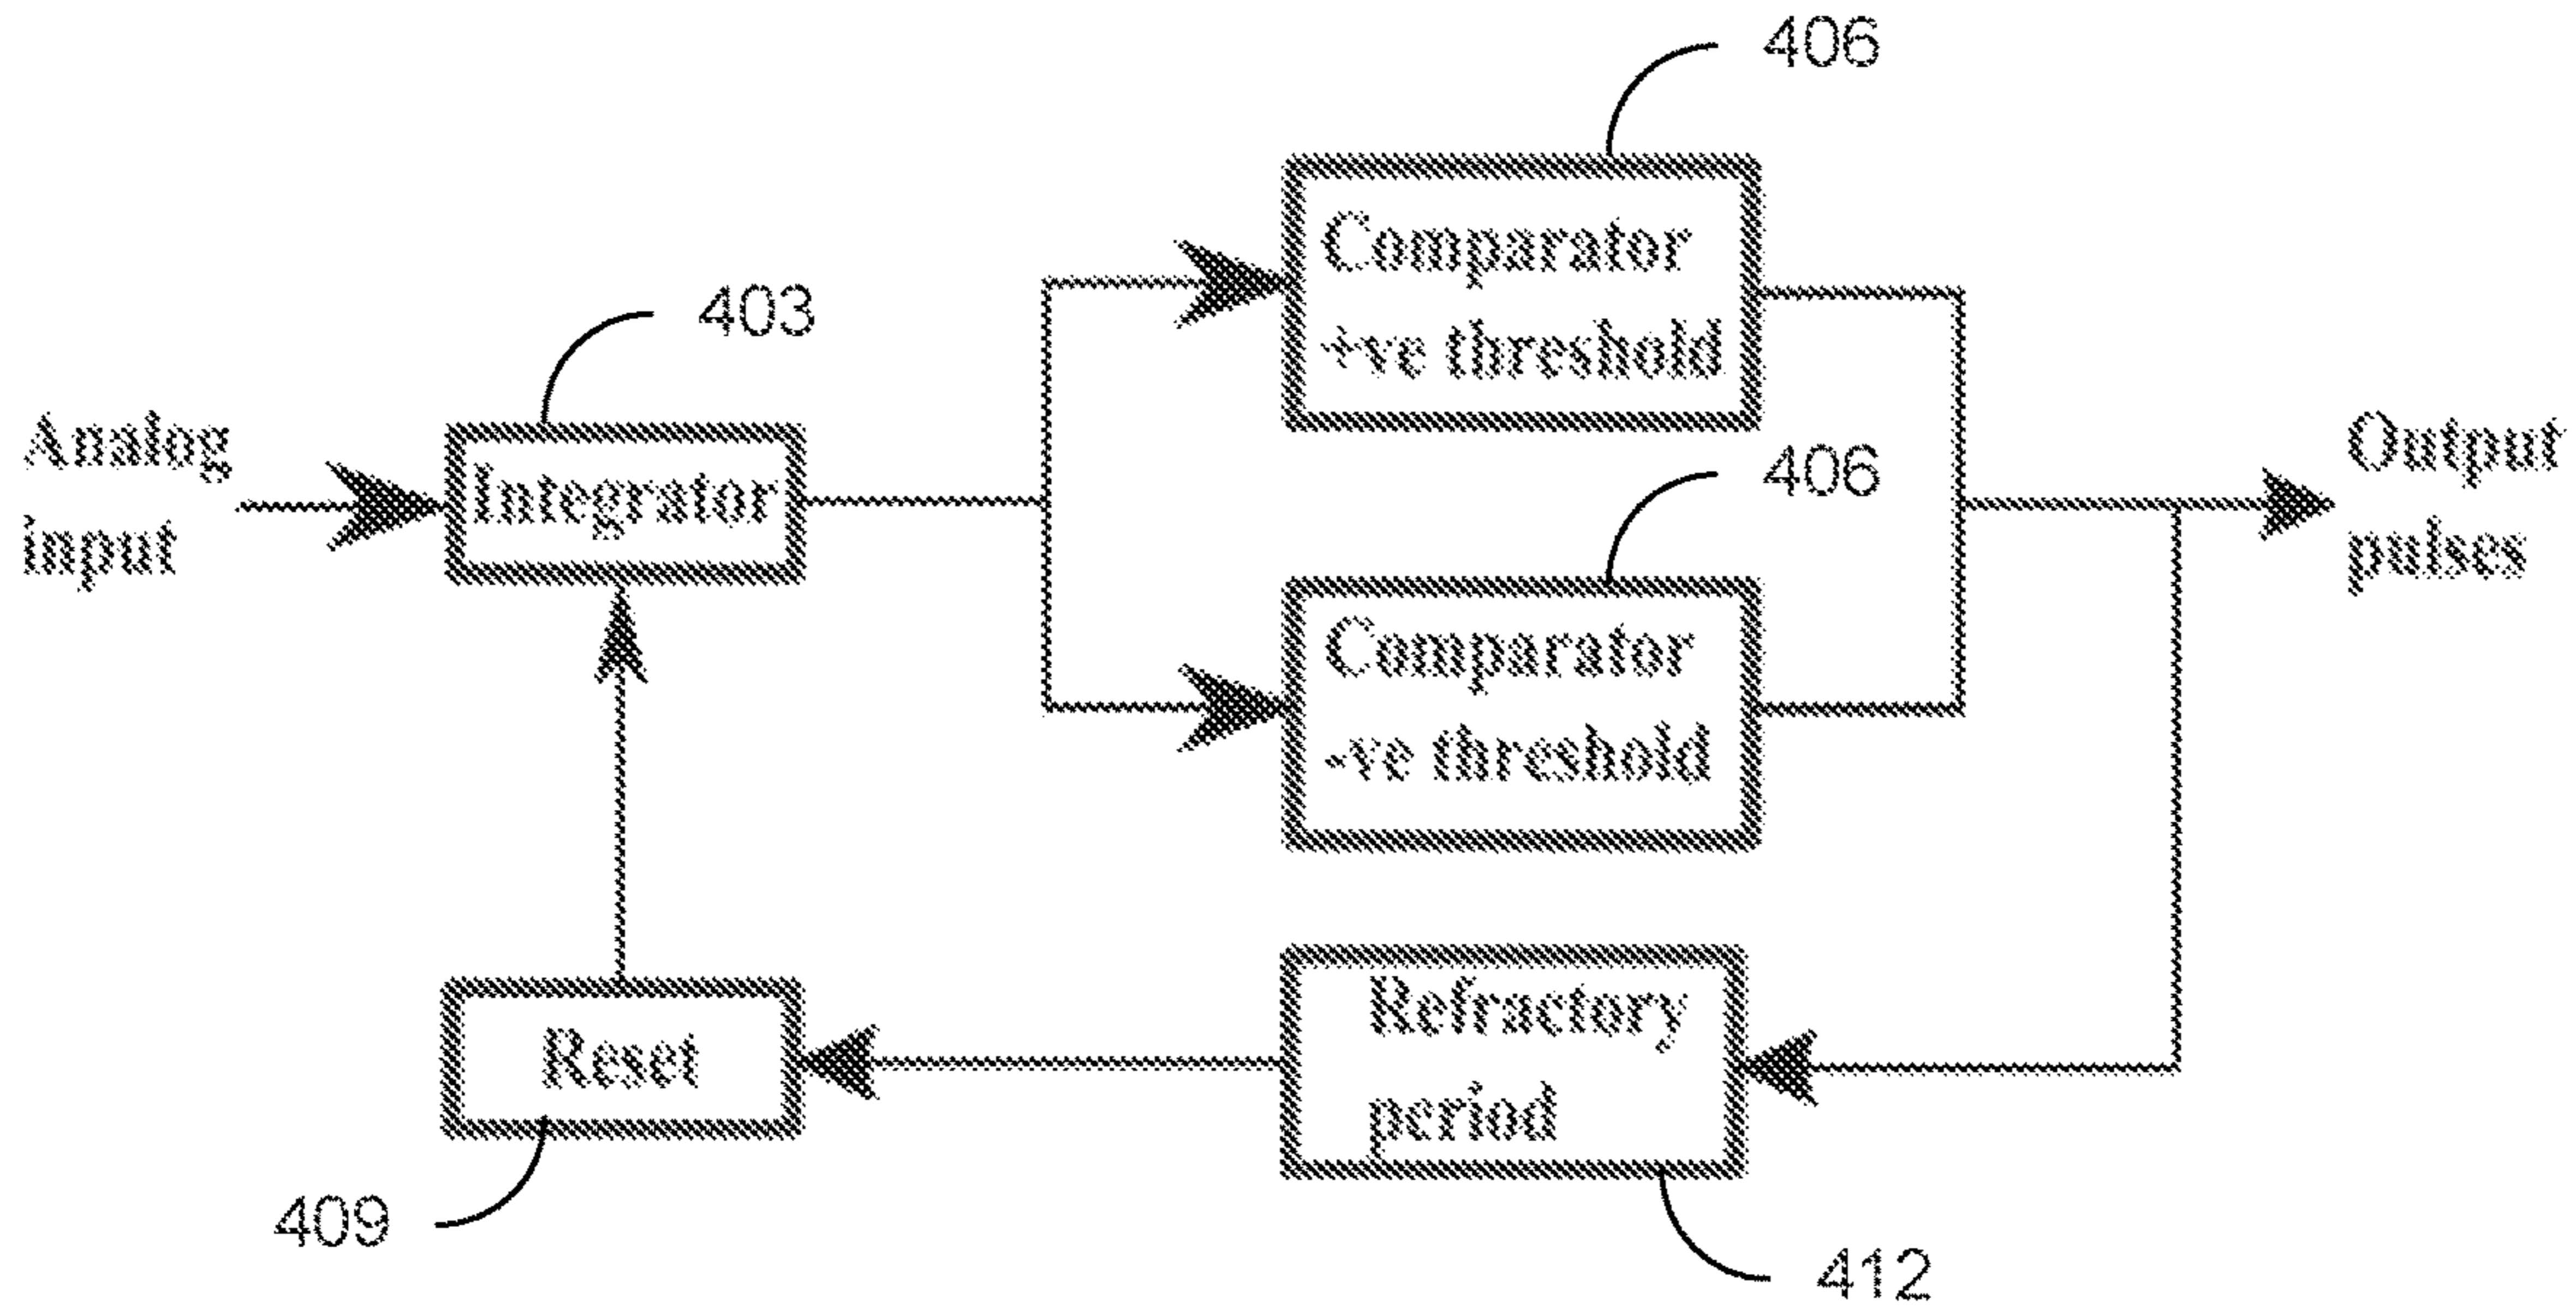 406
Comparator
+ve threshold
403
Analog
input
Integrator
406
Comparator
-ve threshold
Output
pulses
Reset
409
Refractory
period
412